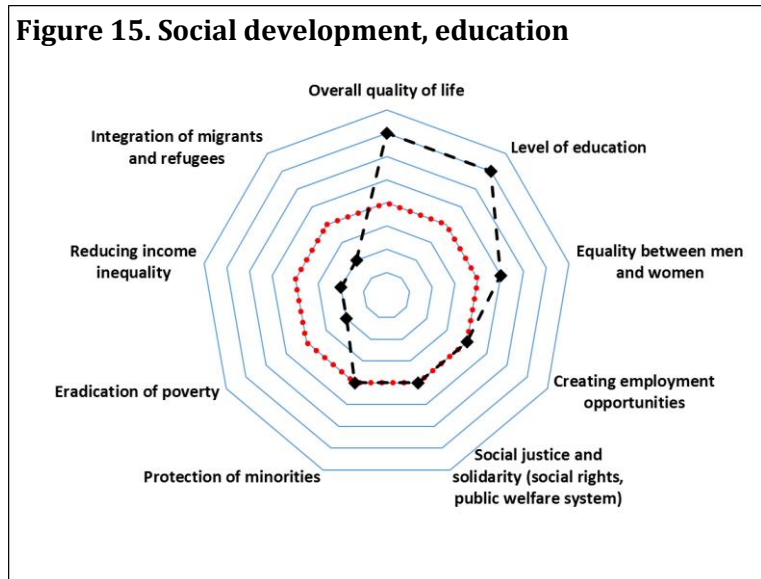 Figure 15. Social development, education
Overall quality of life
Integration of migrants
and refugees
Level of education
Reducing income
inequality
Equality between men
and women
Eradication of poverty
Creating employment
opportunities
Protection of minorities
Social justice and
solidarity (social rights,
public welfare system)